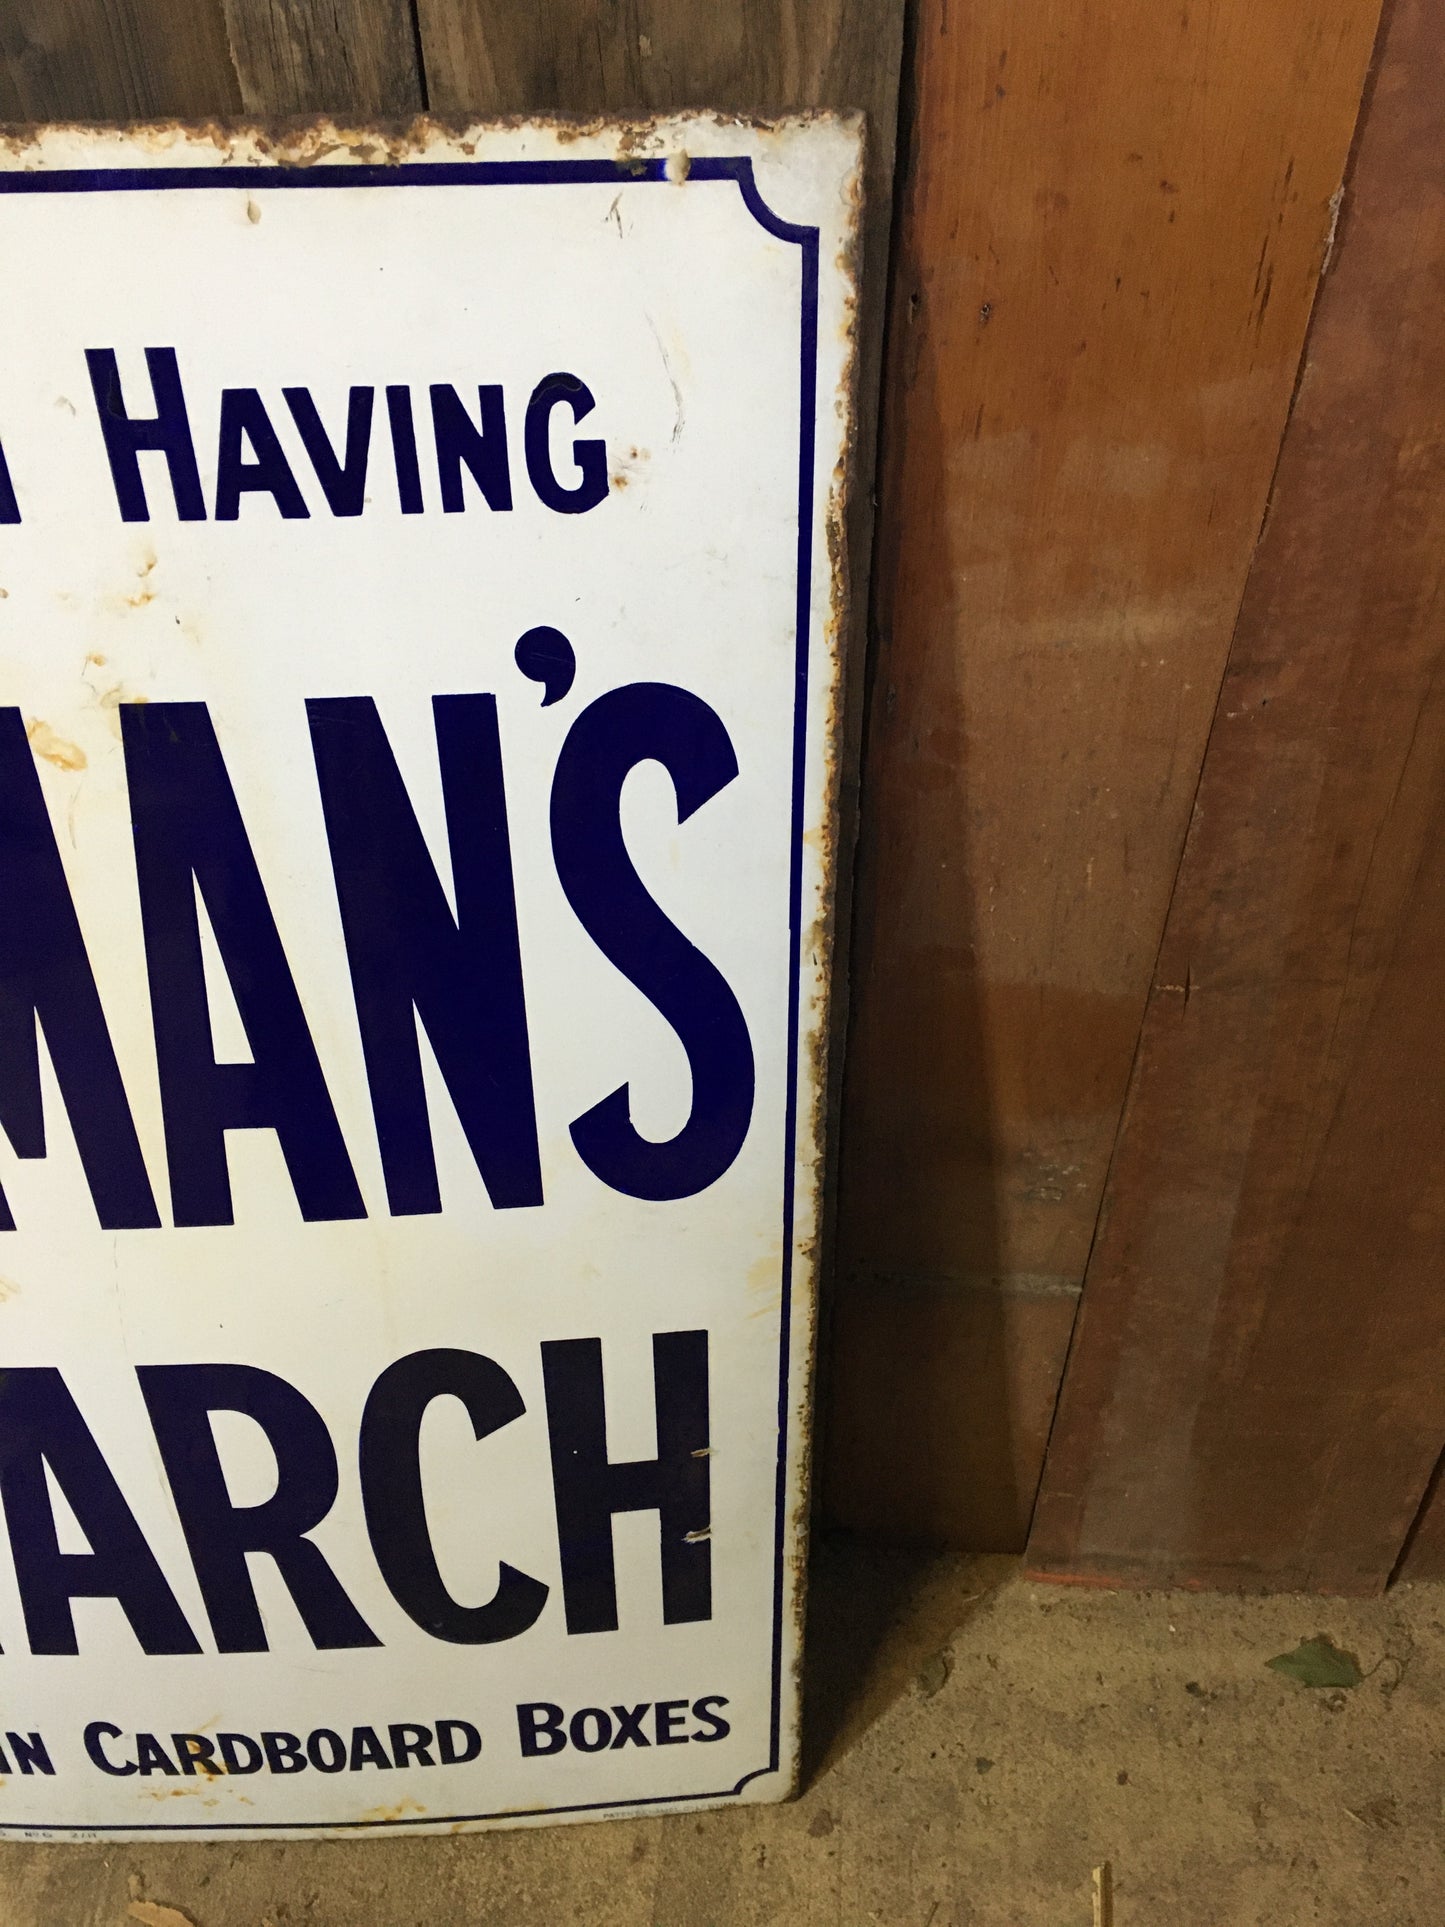 HAVING
MAN'S
ARCH
IN CARDBOARD BOXES